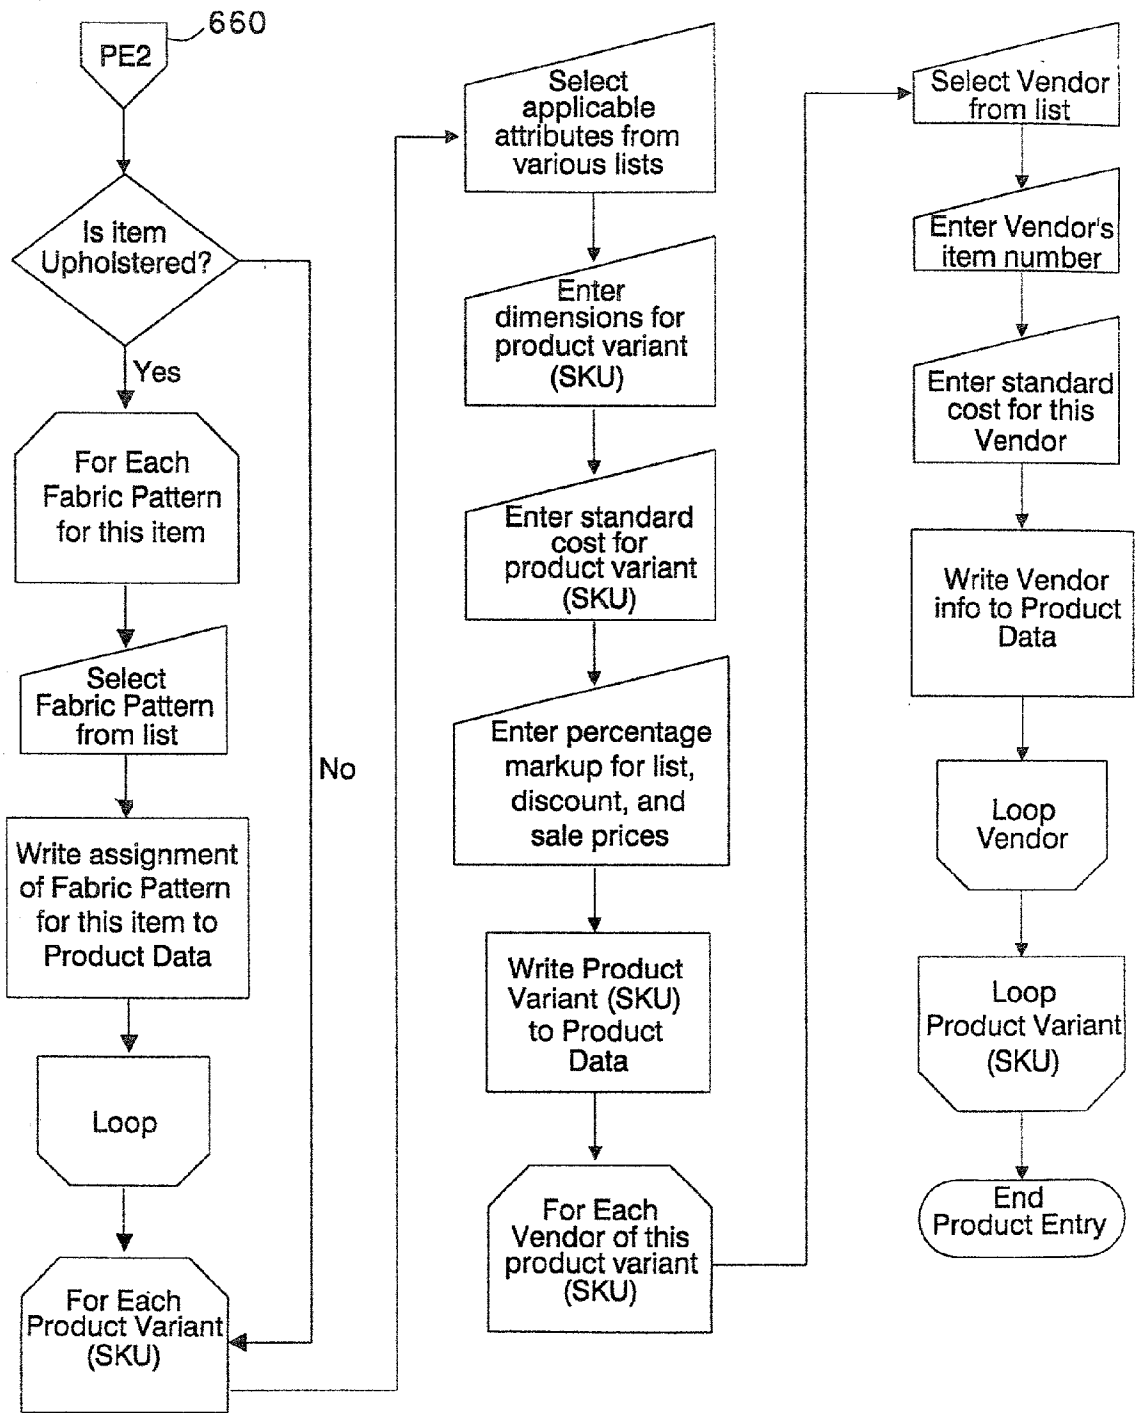 660
PE2
Is item
Upholstered?
Yes
No
For Each
Fabric Pattern
for this item
Select
Fabric Pattern
from list
Write assignment
of Fabric Pattern
for this item to
Product Data
Loop
For Each
Product Variant
(SKU)
Select
applicable
attributes from
various lists
Enter
dimensions for
product variant
(SKU)
Enter standard
cost for
product variant
(SKU)
Enter percentage
markup for list,
discount, and
sale prices
Write Product
Variant (SKU)
to Product
Data
For Each
Vendor of this
product variant
(SKU)
Select Vendor
from list
Enter Vendor's
item number
Enter standard
cost for this
Vendor
Write Vendor
info to Product
Data
Loop
Vendor
Loop
Product Variant
(SKU)
End
Product Entry